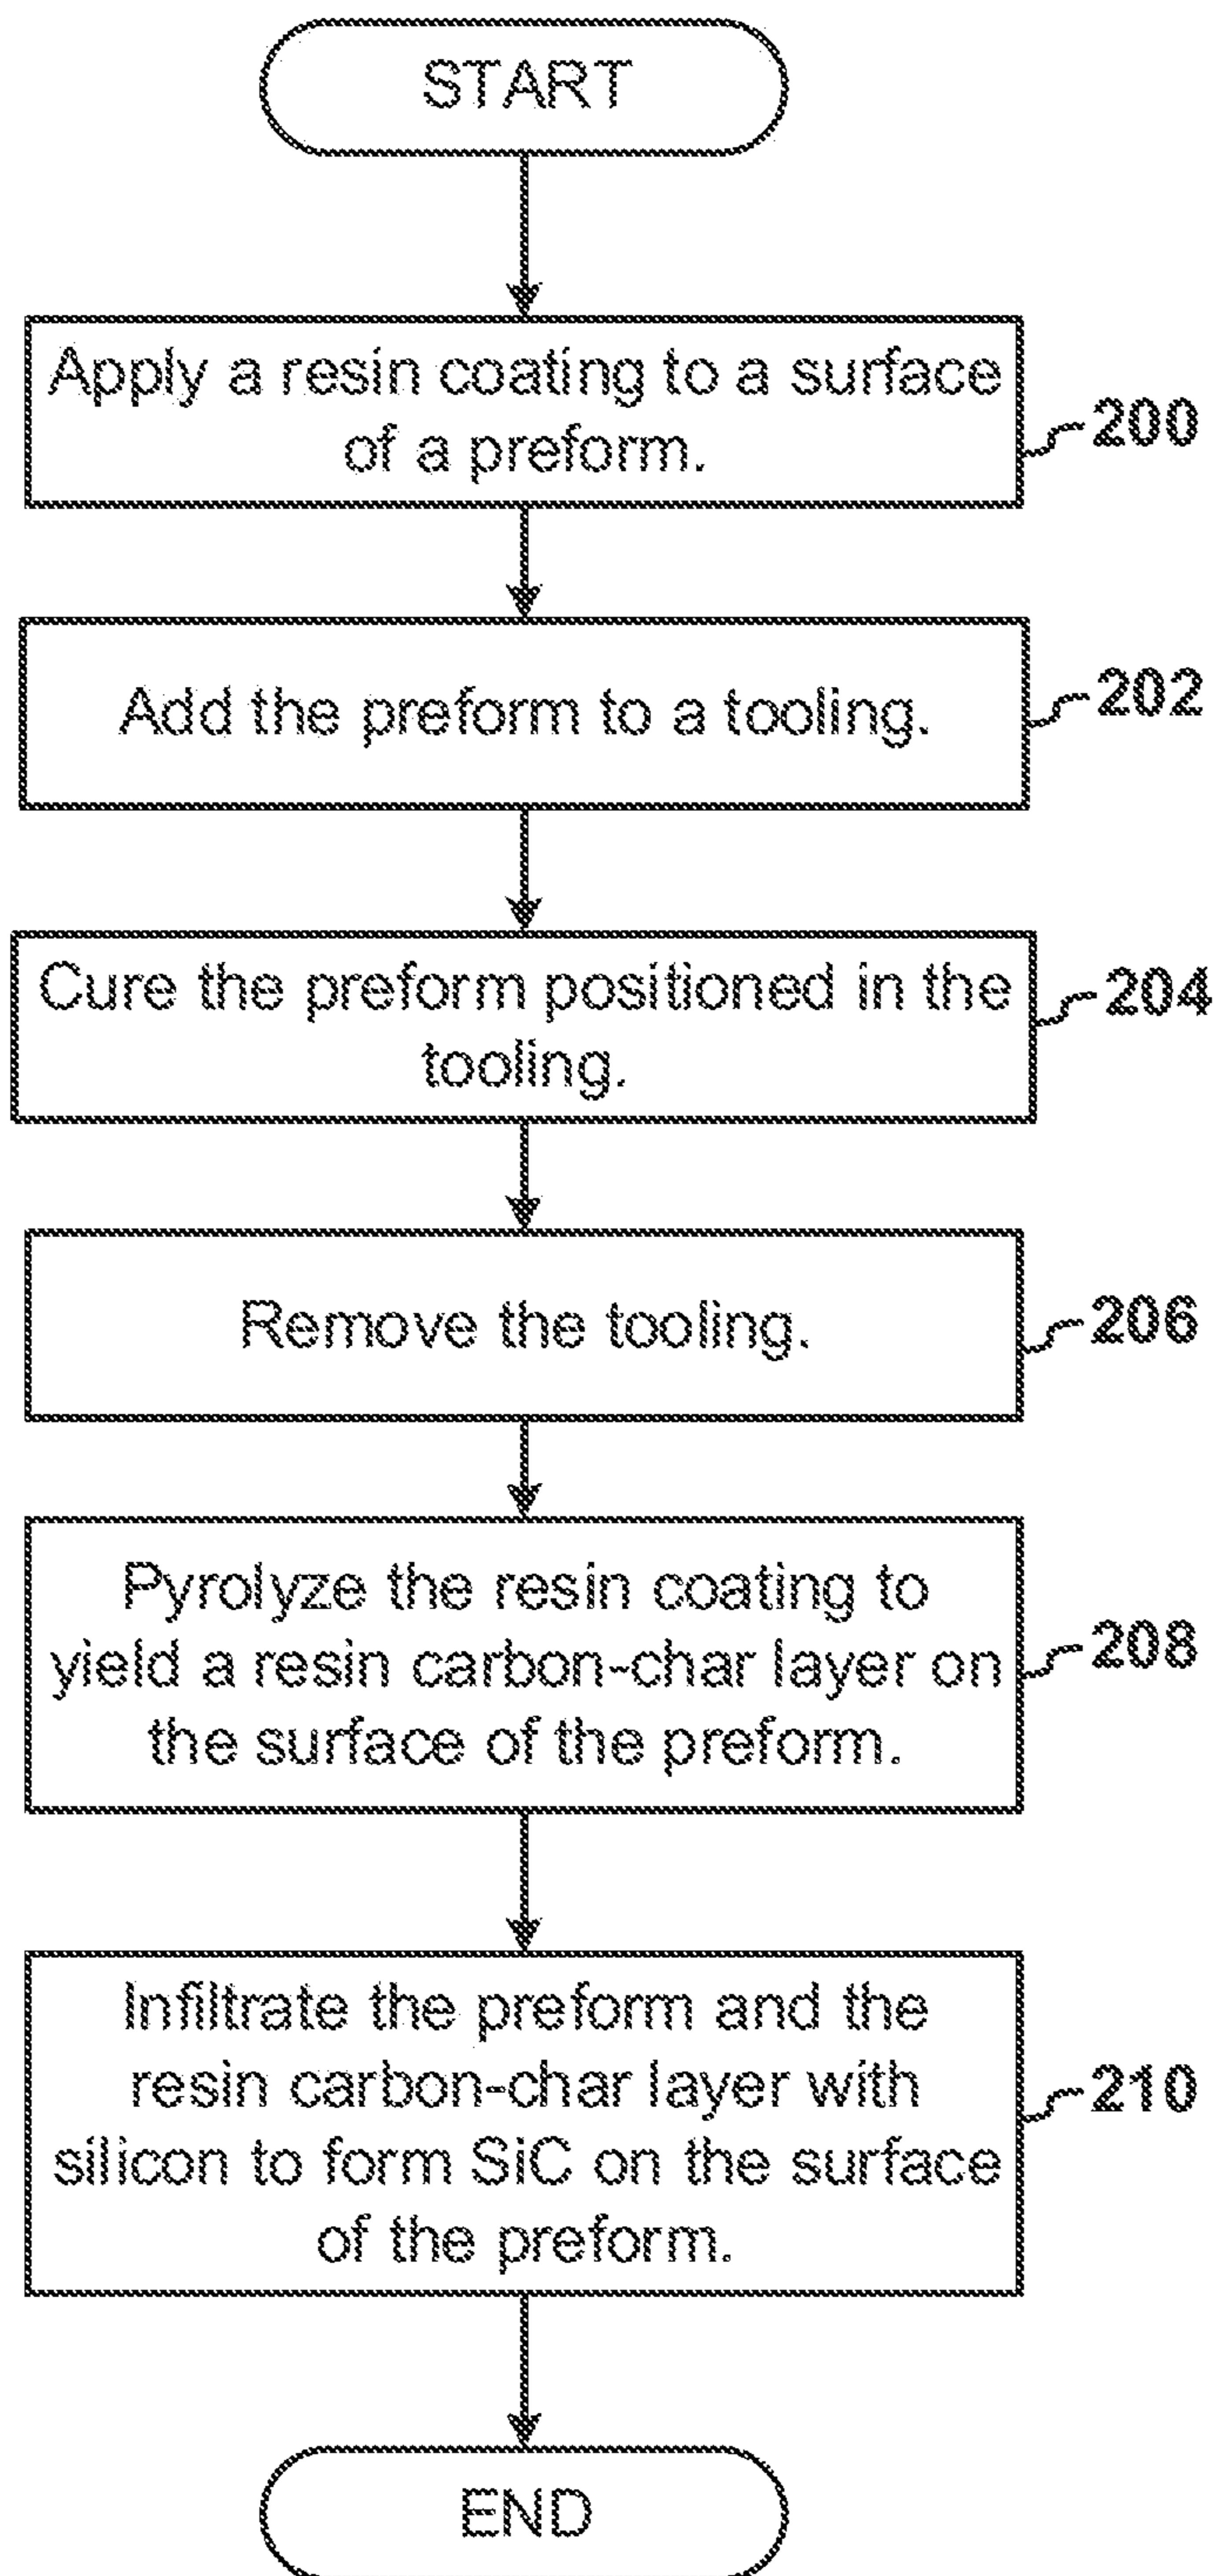 START
Apply a resin coating to a surface
of a preform.
200
Add the preform to a tooling.
202
Cure the preform positioned in the
tooling.
204
Remove the tooling.
206
Pyrolyze the resin coating to
yield a resin carbon-char layer on
the surface of the preform.
208
Infiltrate the preform and the
resin carbon-char layer with
silicon to form SiC on the surface
of the preform.
210
END